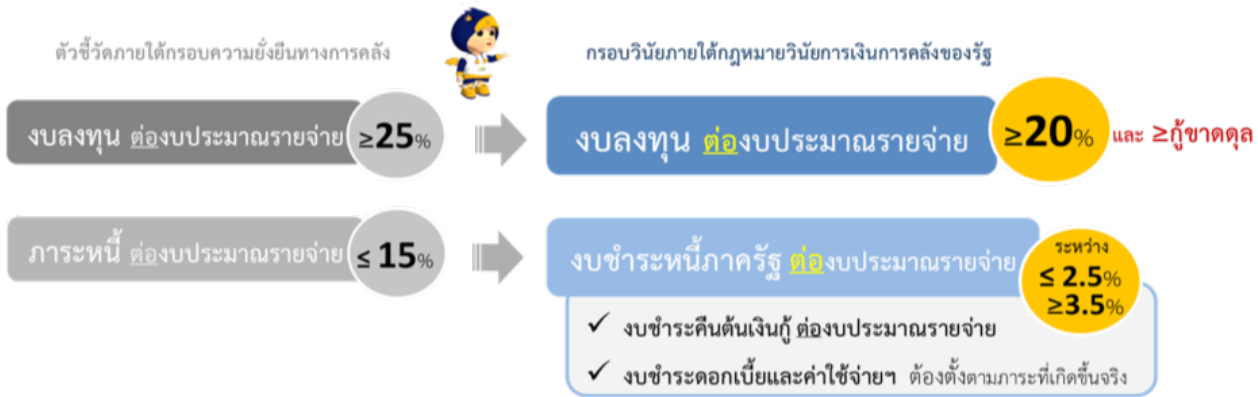 ตัวชี้วัดภายใต้กรอบความยั่งยืนทางการคลัง
กรอบวินัยภายใต้กฎหมายวินัยการเงินการคลังของรัฐ
งบลงทุน ต่องบประมาณรายจ่าย ≥25%
งบลงทุน ต่องบประมาณรายจ่าย ≥20% และ ≥กู้ขาดดุล
ภาระหนี้ ต่องบประมาณรายจ่าย ≤ 15%
งบชำระหนี้ภาครัฐ ต่องบประมาณรายจ่าย
ระหว่าง
≤ 2.5%
≥3.5%
✓ งบชำระคืนต้นเงินกู้ ต่องบประมาณรายจ่าย
✓ งบชำระดอกเบี้ยและค่าใช้จ่ายฯ ต้องตั้งตามภาระที่เกิดขึ้นจริง